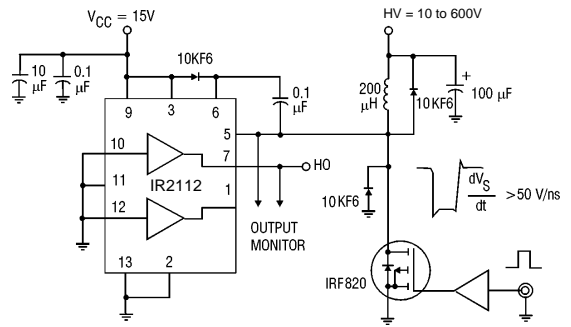 V_CC = 15V
HV = 10 to 600V
10
µF
0.1
µF
10KF6
9
3
6
0.1
µF
200
µH
10KF6
+
100 µF
5
10
7
HO
11
IR2112
1
12
OUTPUT
MONITOR
10KF6
dV_S
dt
>50 V/ns
13
2
IRF820